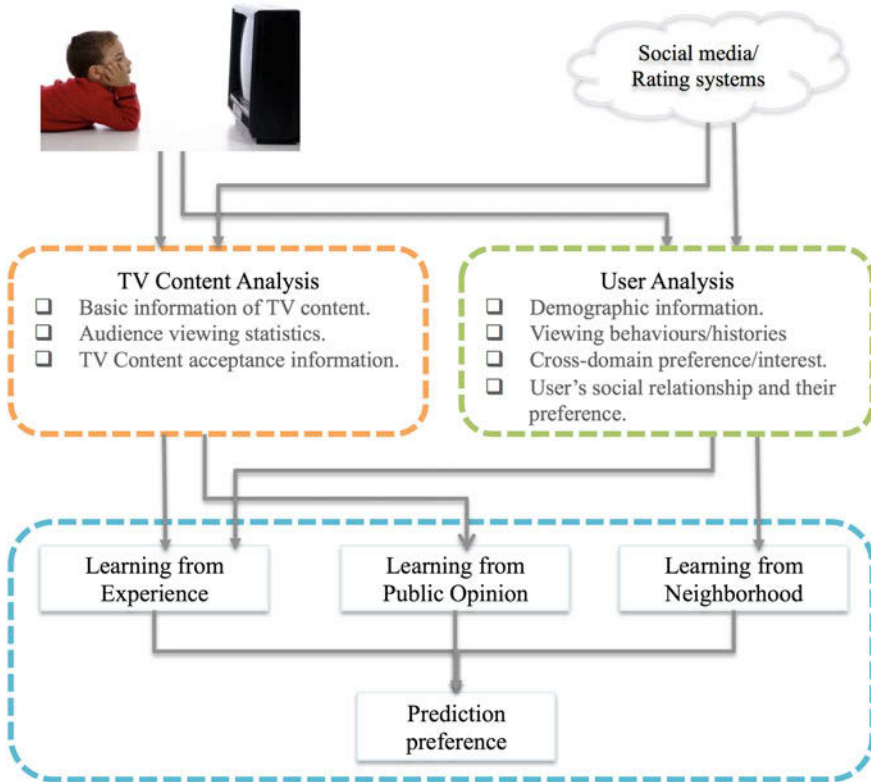 Social media/
Rating systems
TV Content Analysis
❑ Basic information of TV content.
❑ Audience viewing statistics.
❑ TV Content acceptance information.
User Analysis
❑ Demographic information.
❑ Viewing behaviours/histories
❑ Cross-domain preference/interest.
❑ User's social relationship and their
preference.
Learning from
Experience
Learning from
Public Opinion
Learning from
Neighborhood
Prediction
preference